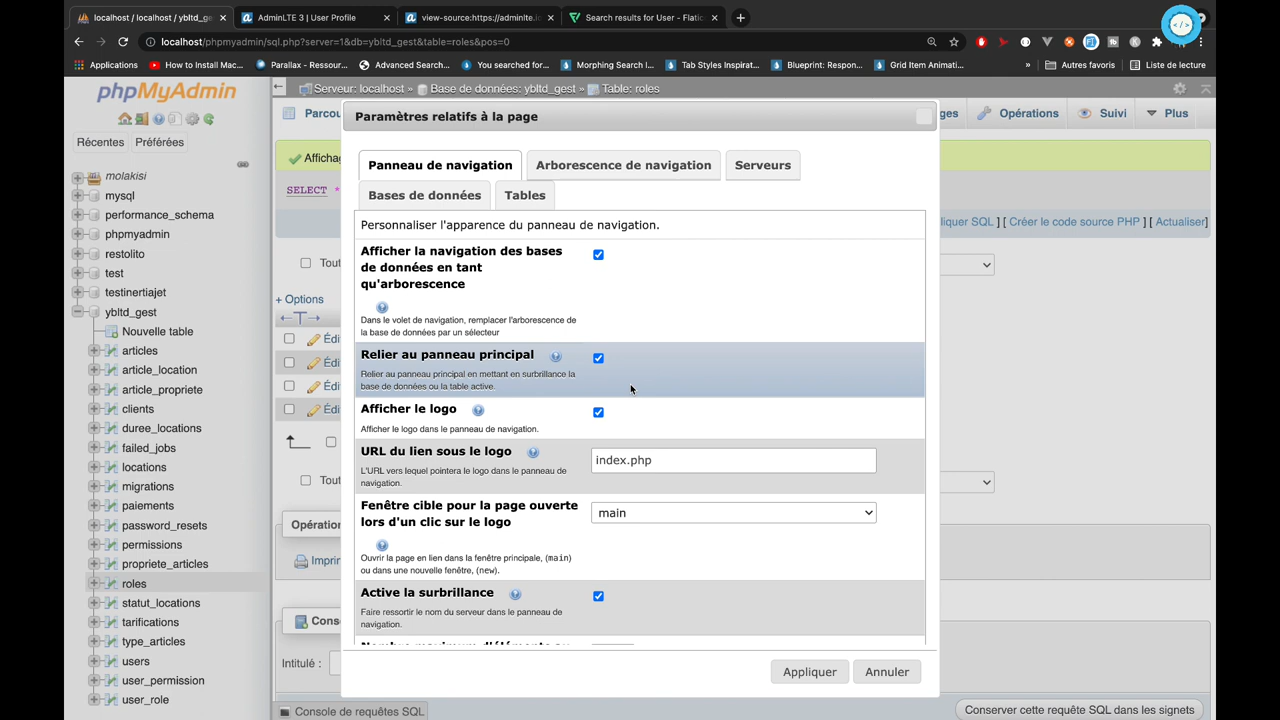 localhost / localhost / ybltd_ge
AdminLTE 3 | User Profile
view-source:https://adminlte.io
Search results for User - Flatic
localhost/phpmyadmin/sql.php?server=1&db=ybltd_gest&table=roles&pos=0
Applications
How to Install Mac...
Parallax - Ressour...
Advanced Search...
You searched for...
Morphing Search I...
Tab Styles Inspirat...
Blueprint: Respon...
Grid Item Animati...
»
Autres favoris
Liste de lecture
phpMyAdmin
Récentes
Préférées
molakisi
mysql
performance_schema
phpmyadmin
restolito
test
testinertiajet
ybltd_gest
Nouvelle table
articles
article_location
article_propriete
clients
duree_locations
failed_jobs
locations
migrations
paiements
password_resets
permissions
propriete_articles
roles
statut_locations
tarifications
type_articles
users
user_permission
user_role
Serveur: localhost » Base de données: ybltd_gest » Table: roles
Parcou
ges
Opérations
Suivi
Plus
Affichag
SELECT *
pliquer SQL ] [ Créer le code source PHP ] [ Actualiser]
Tout
+ Options
Édi
Édi
Édi
Édi
Tout
Opération
Imprin
Cons
Intitulé :
Console de requêtes SQL
Conserver cette requête SQL dans les signets
Paramètres relatifs à la page
Panneau de navigation
Arborescence de navigation
Serveurs
Bases de données
Tables
Personnaliser l'apparence du panneau de navigation.
Afficher la navigation des bases
de données en tant
qu'arborescence
Dans le volet de navigation, remplacer l'arborescence de
la base de données par un sélecteur
Relier au panneau principal
Relier au panneau principal en mettant en surbrillance la
base de données ou la table active.
Afficher le logo
Afficher le logo dans le panneau de navigation.
URL du lien sous le logo
index.php
L'URL vers lequel pointera le logo dans le panneau de
navigation.
Fenêtre cible pour la page ouverte
lors d'un clic sur le logo
main
Ouvrir la page en lien dans la fenêtre principale, (main)
ou dans une nouvelle fenêtre, (new).
Active la surbrillance
Faire ressortir le nom du serveur dans le panneau de
navigation.
Appliquer
Annuler